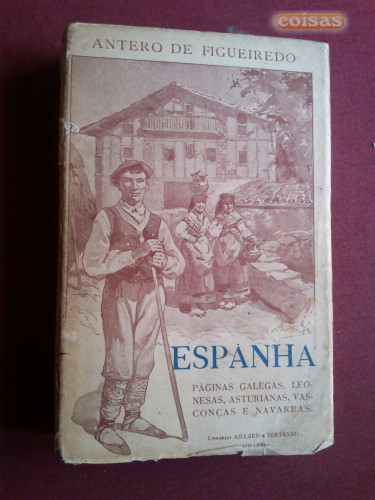 coisas
ANTERO DE FIGUEIREDO
ESPANHA
PÁGINAS GALEGAS, LEO-
NESAS, ASTURIANAS, VAS-
CONÇAS E NAVARRAS.
LIVRARIAS AILLAUD E BERTRAND